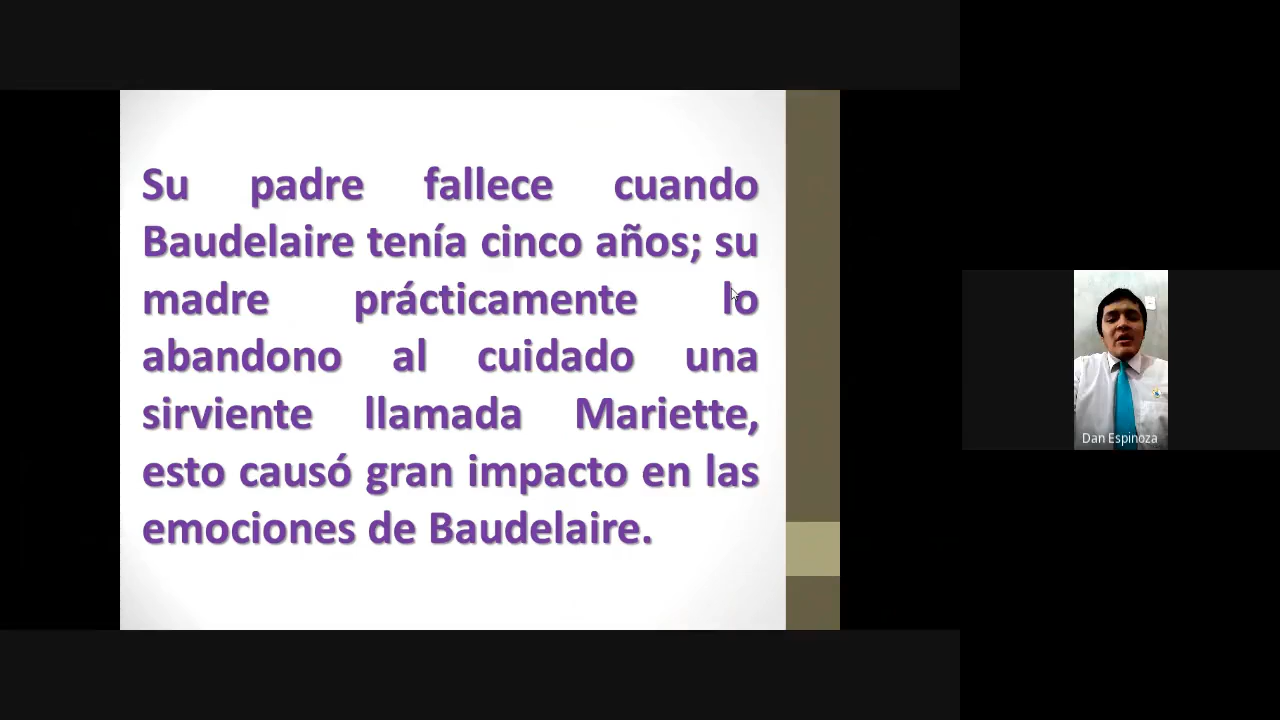 Su padre fallece cuando
Baudelaire tenía cinco años; su
madre prácticamente lo
abandono al cuidado una
sirviente llamada Mariette,
esto causó gran impacto en las
emociones de Baudelaire.
Dan Espinoza